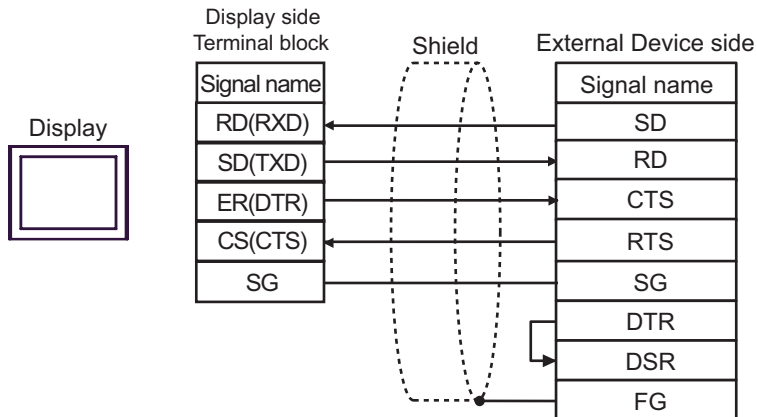 Display side
Terminal block
Shield
External Device side
Display
Signal name
Signal name
RD(RXD)
SD
SD(TXD)
RD
ER(DTR)
CTS
CS(CTS)
RTS
SG
SG
DTR
DSR
FG